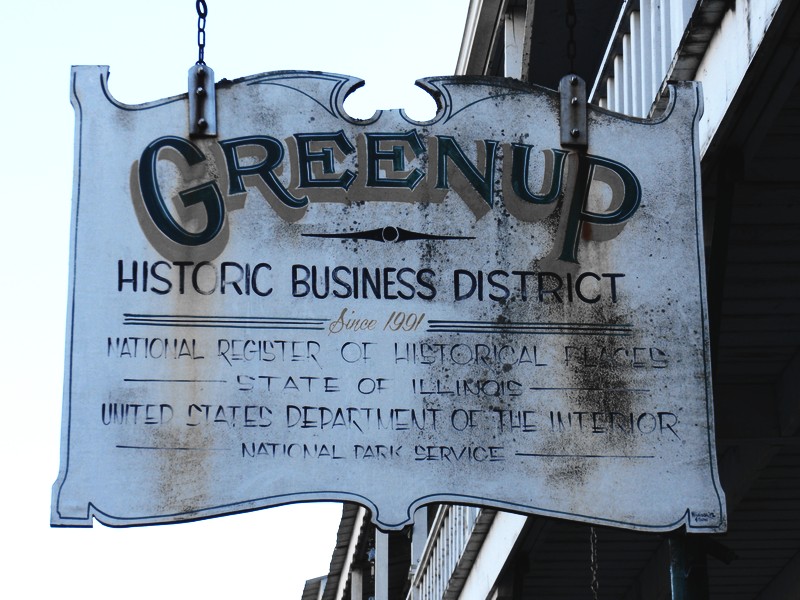 GREENUP
HISTORIC BUSINESS DISTRICT
Since 1991
NATIONAL REGISTER OF HISTORICAL PLACES
STATE OF ILLINOIS
UNITED STATES DEPARTMENT OF THE INTERIOR
NATIONAL PARK SERVICE